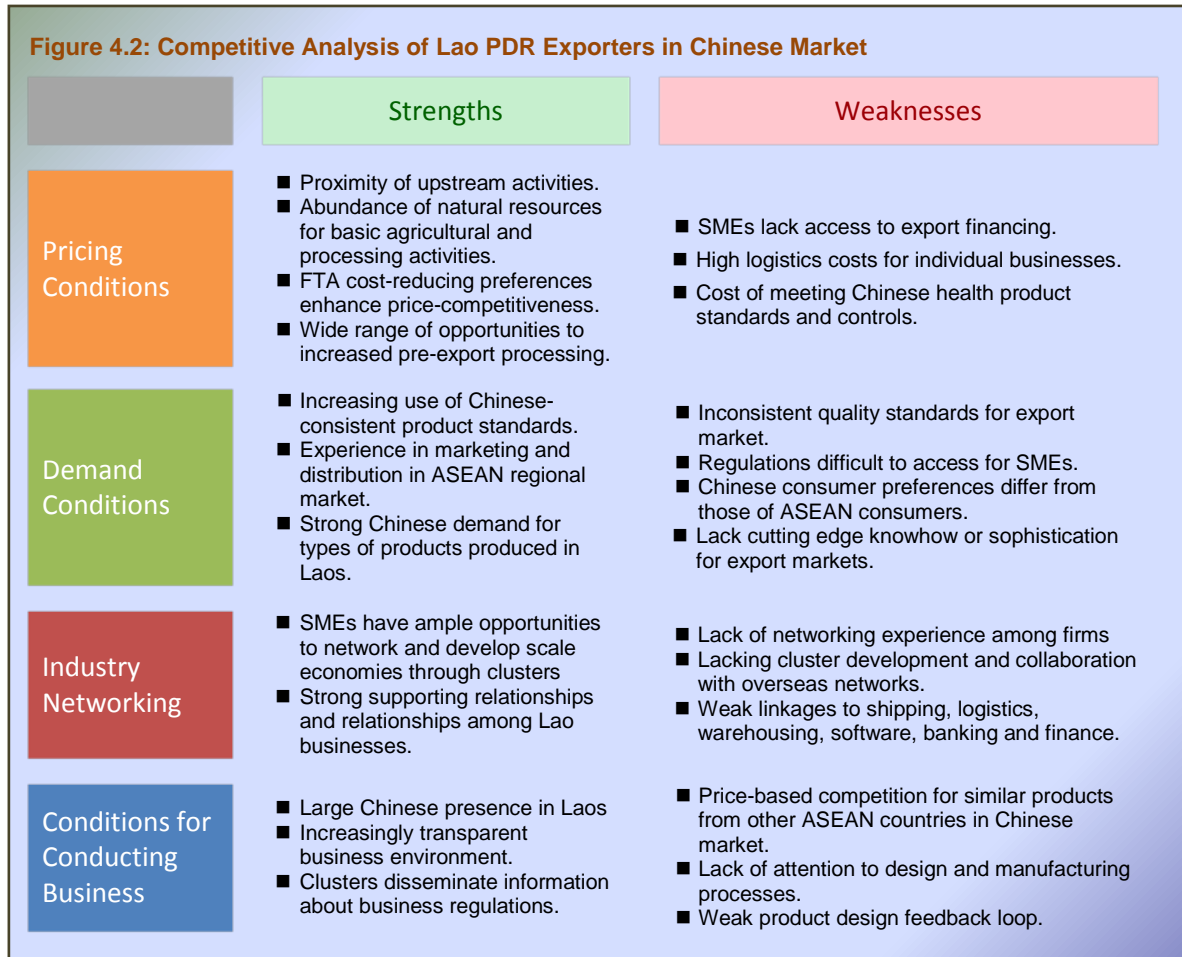 Figure 4.2: Competitive Analysis of Lao PDR Exporters in Chinese Market
Strengths
Weaknesses
Pricing
Conditions
■ Proximity of upstream activities.
■ Abundance of natural resources
for basic agricultural and
processing activities.
■ FTA cost-reducing preferences
enhance price-competitiveness.
■ Wide range of opportunities to
increased pre-export processing.
■ SMEs lack access to export financing.
■ High logistics costs for individual businesses.
■ Cost of meeting Chinese health product
standards and controls.
Demand
Conditions
■ Increasing use of Chinese-
consistent product standards.
■ Experience in marketing and
distribution in ASEAN regional
market.
■ Strong Chinese demand for
types of products produced in
Laos.
■ Inconsistent quality standards for export
market.
■ Regulations difficult to access for SMEs.
■ Chinese consumer preferences differ from
those of ASEAN consumers.
■ Lack cutting edge knowhow or sophistication
for export markets.
Industry
Networking
■ SMEs have ample opportunities
to network and develop scale
economies through clusters
■ Strong supporting relationships
and relationships among Lao
businesses.
■ Lack of networking experience among firms
■ Lacking cluster development and collaboration
with overseas networks.
■ Weak linkages to shipping, logistics,
warehousing, software, banking and finance.
Conditions for
Conducting
Business
■ Large Chinese presence in Laos
■ Increasingly transparent
business environment.
■ Clusters disseminate information
about business regulations.
■ Price-based competition for similar products
from other ASEAN countries in Chinese
market.
■ Lack of attention to design and manufacturing
processes.
■ Weak product design feedback loop.